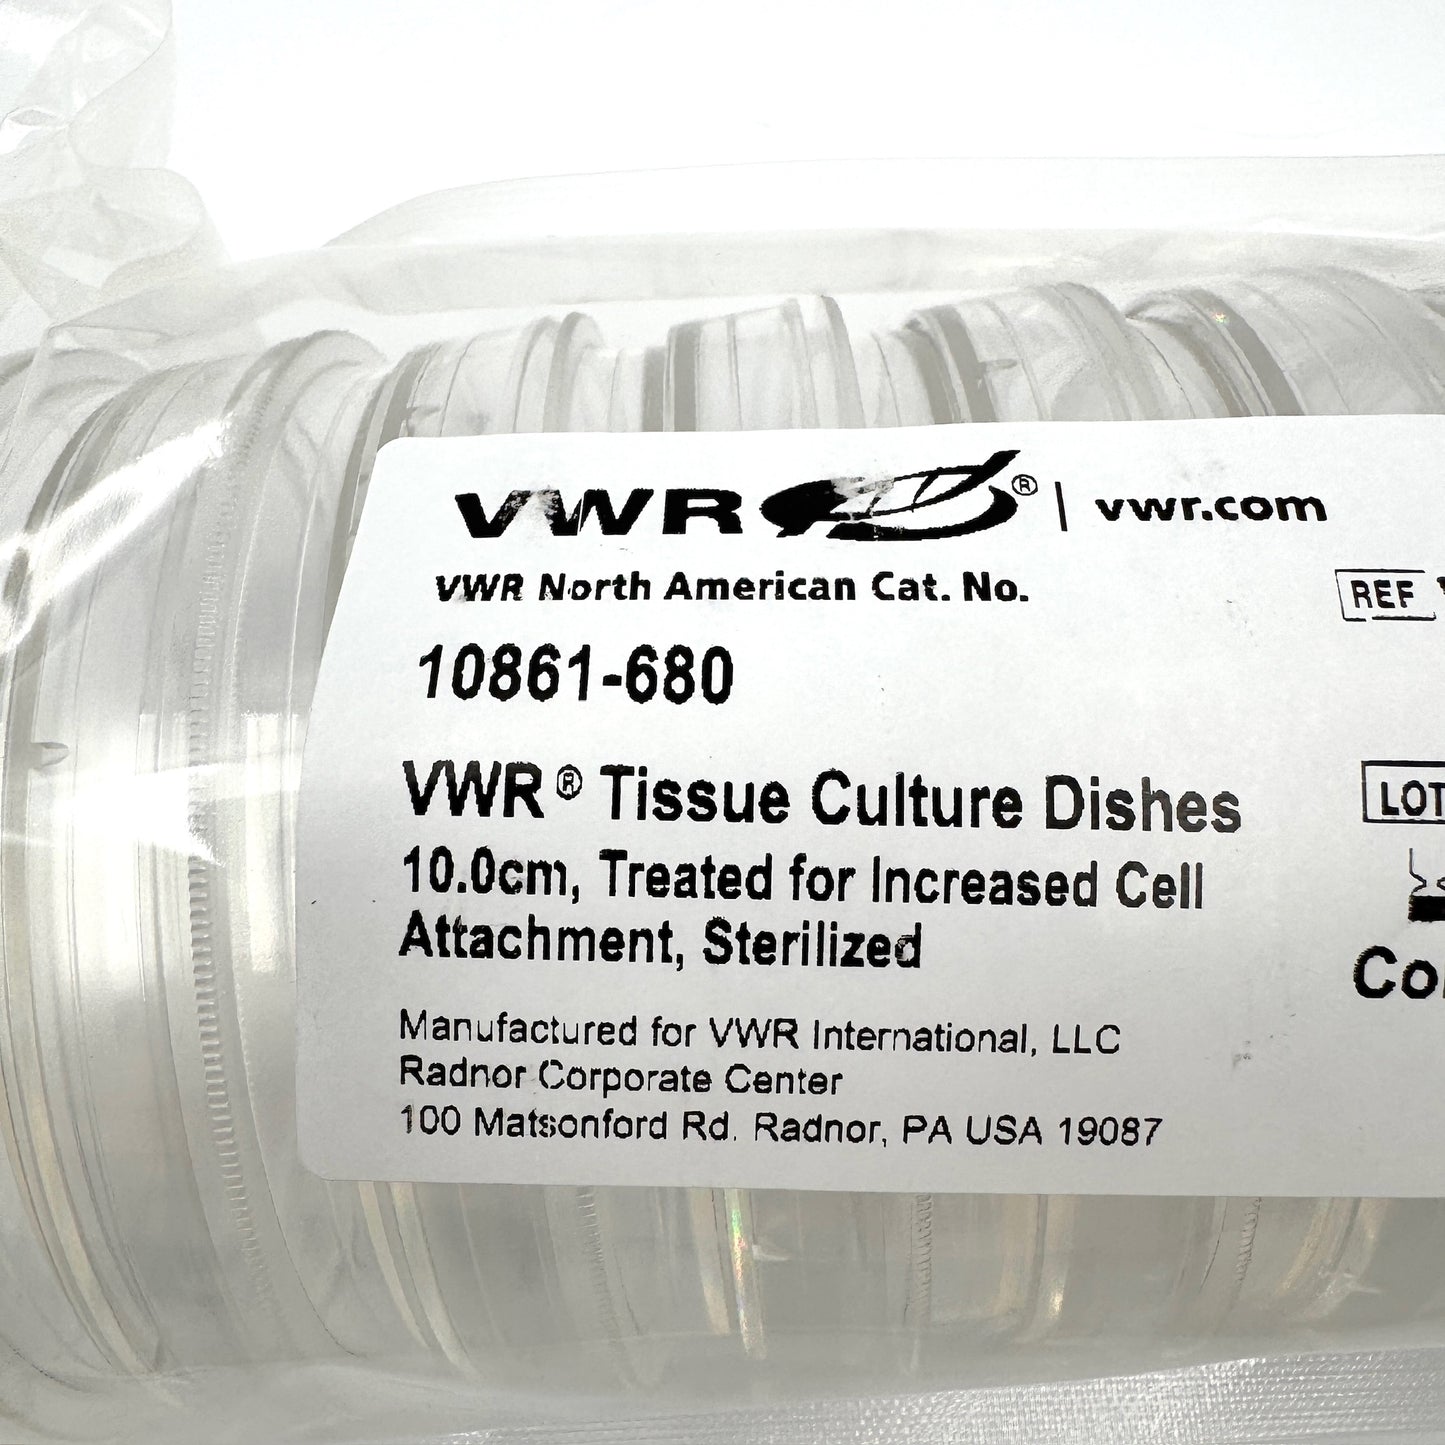 VWR® | vwr.com
VWR North American Cat. No.
REF
10861-680
VWR® Tissue Culture Dishes
LOT
10.0cm, Treated for Increased Cell
Attachment, Sterilized
Manufactured for VWR International, LLC
Radnor Corporate Center
100 Matsonford Rd. Radnor, PA USA 19087